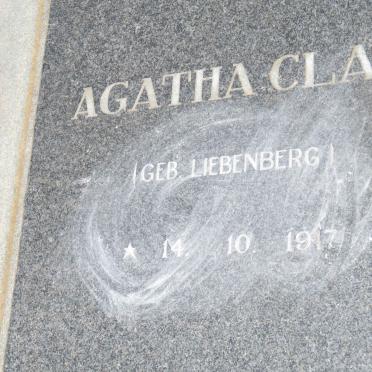 AGATHA CLA
(GEB. LIEBENBERG)
★ 14. 10. 1917